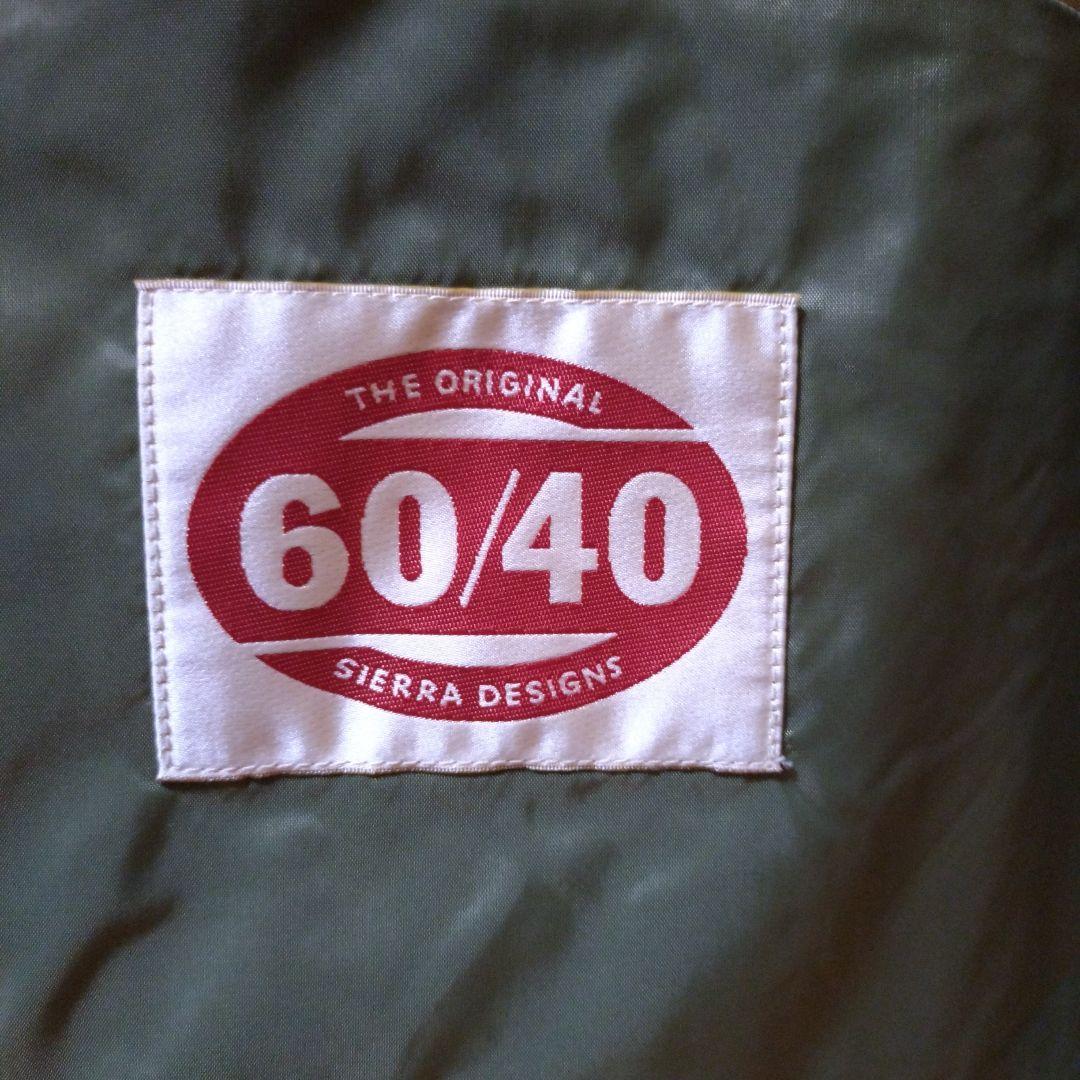 THE ORIGINAL
60/40
SIERRA DESIGNS